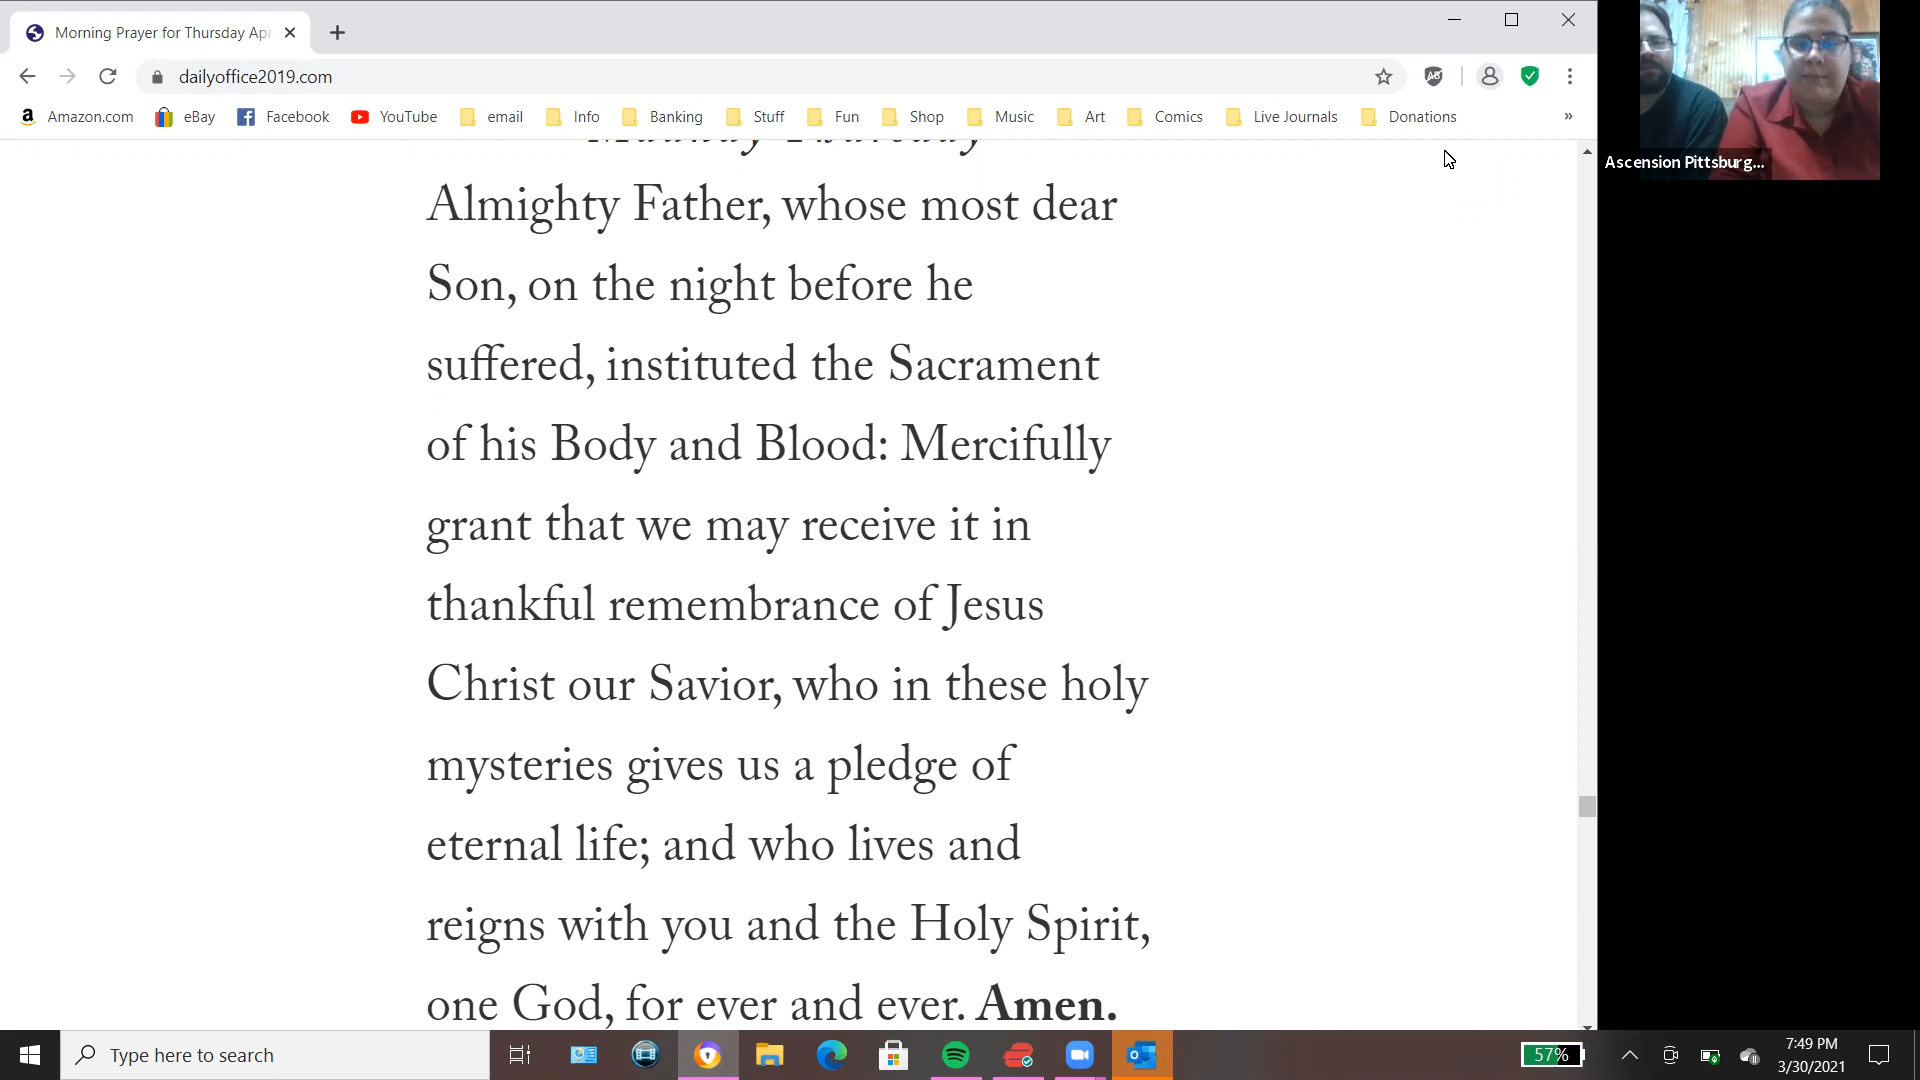 Morning Prayer for Thursday Apr
dailyoffice2019.com
Amazon.com eBay Facebook YouTube email Info Banking Stuff Fun Shop Music Art Comics Live Journals Donations »
Maundy Thursday
Almighty Father, whose most dear
Son, on the night before he
suffered, instituted the Sacrament
of his Body and Blood: Mercifully
grant that we may receive it in
thankful remembrance of Jesus
Christ our Savior, who in these holy
mysteries gives us a pledge of
eternal life; and who lives and
reigns with you and the Holy Spirit,
one God, for ever and ever. Amen.
Ascension Pittsburg...
Type here to search
57%
7:49 PM
3/30/2021